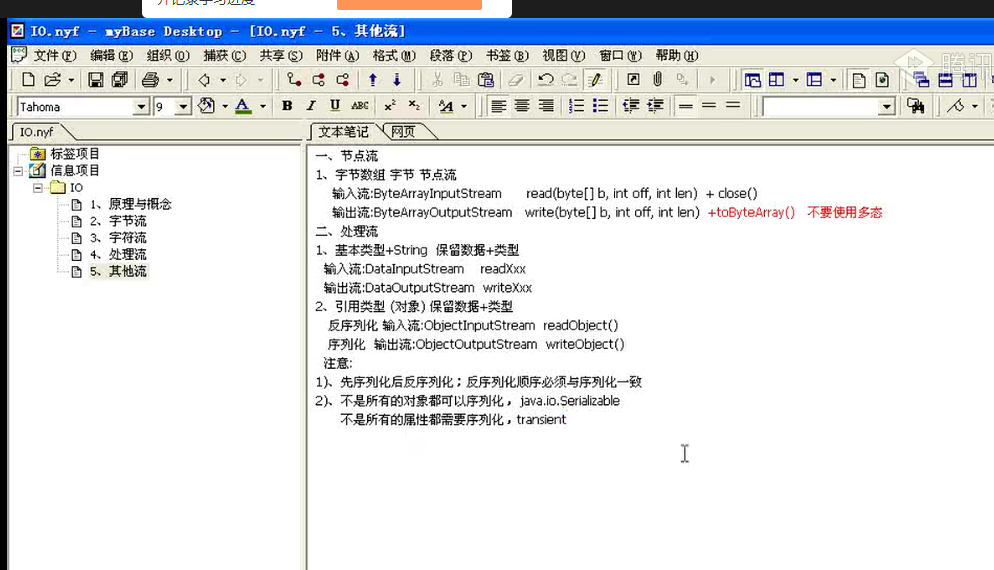 开记录学习进度
IO.nyf - myBase Desktop - [IO.nyf - 5、其他流]
文件(F) 编辑(E) 组织(O) 捕获(C) 共享(S) 附件(A) 格式(M) 段落(P) 书签(B) 视图(V) 窗口(W) 帮助(H)
腾讯
Tahoma 9 B I U ABC
IO.nyf
文本笔记 网页
标签项目
信息项目
IO
1、原理与概念
2、字节流
3、字符流
4、处理流
5、其他流
一、节点流
1、字节数组 字节 节点流
输入流:ByteArrayInputStream read(byte[] b, int off, int len) + close()
输出流:ByteArrayOutputStream write(byte[] b, int off, int len) +toByteArray() 不要使用多态
二、处理流
1、基本类型+String 保留数据+类型
输入流:DataInputStream readXxx
输出流:DataOutputStream writeXxx
2、引用类型 (对象) 保留数据+类型
反序列化 输入流:ObjectInputStream readObject()
序列化 输出流:ObjectOutputStream writeObject()
注意:
1)、先序列化后反序列化；反序列化顺序必须与序列化一致
2)、不是所有的对象都可以序列化，java.io.Serializable
不是所有的属性都需要序列化，transient